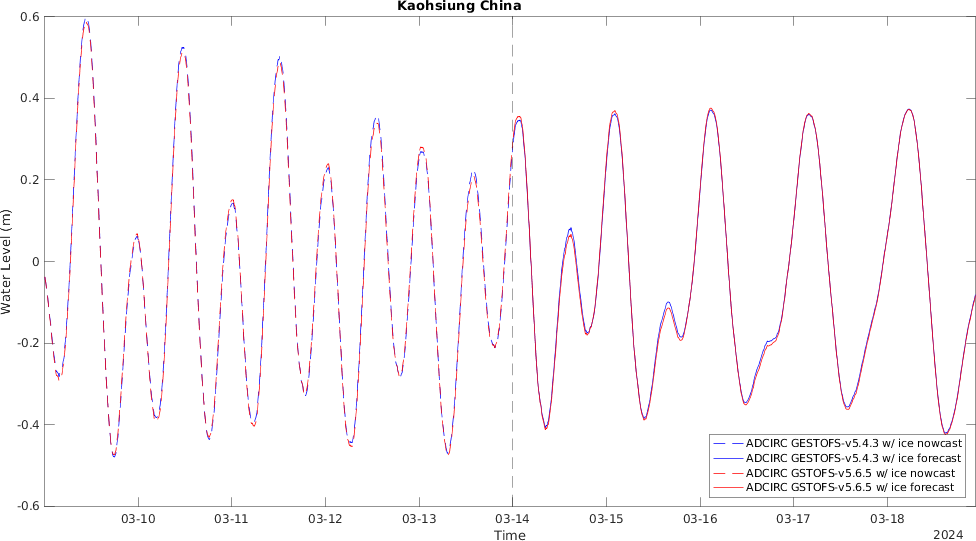 Kaohsiung China
0.6
0.4
0.2
0
-0.2
-0.4
-0.6
Water Level (m)
03-10 03-11 03-12 03-13 03-14 03-15 03-16 03-17 03-18
Time
2024
ADCIRC GESTOFS-v5.4.3 w/ ice nowcast
ADCIRC GESTOFS-v5.4.3 w/ ice forecast
ADCIRC GSTOFS-v5.6.5 w/ ice nowcast
ADCIRC GSTOFS-v5.6.5 w/ ice forecast